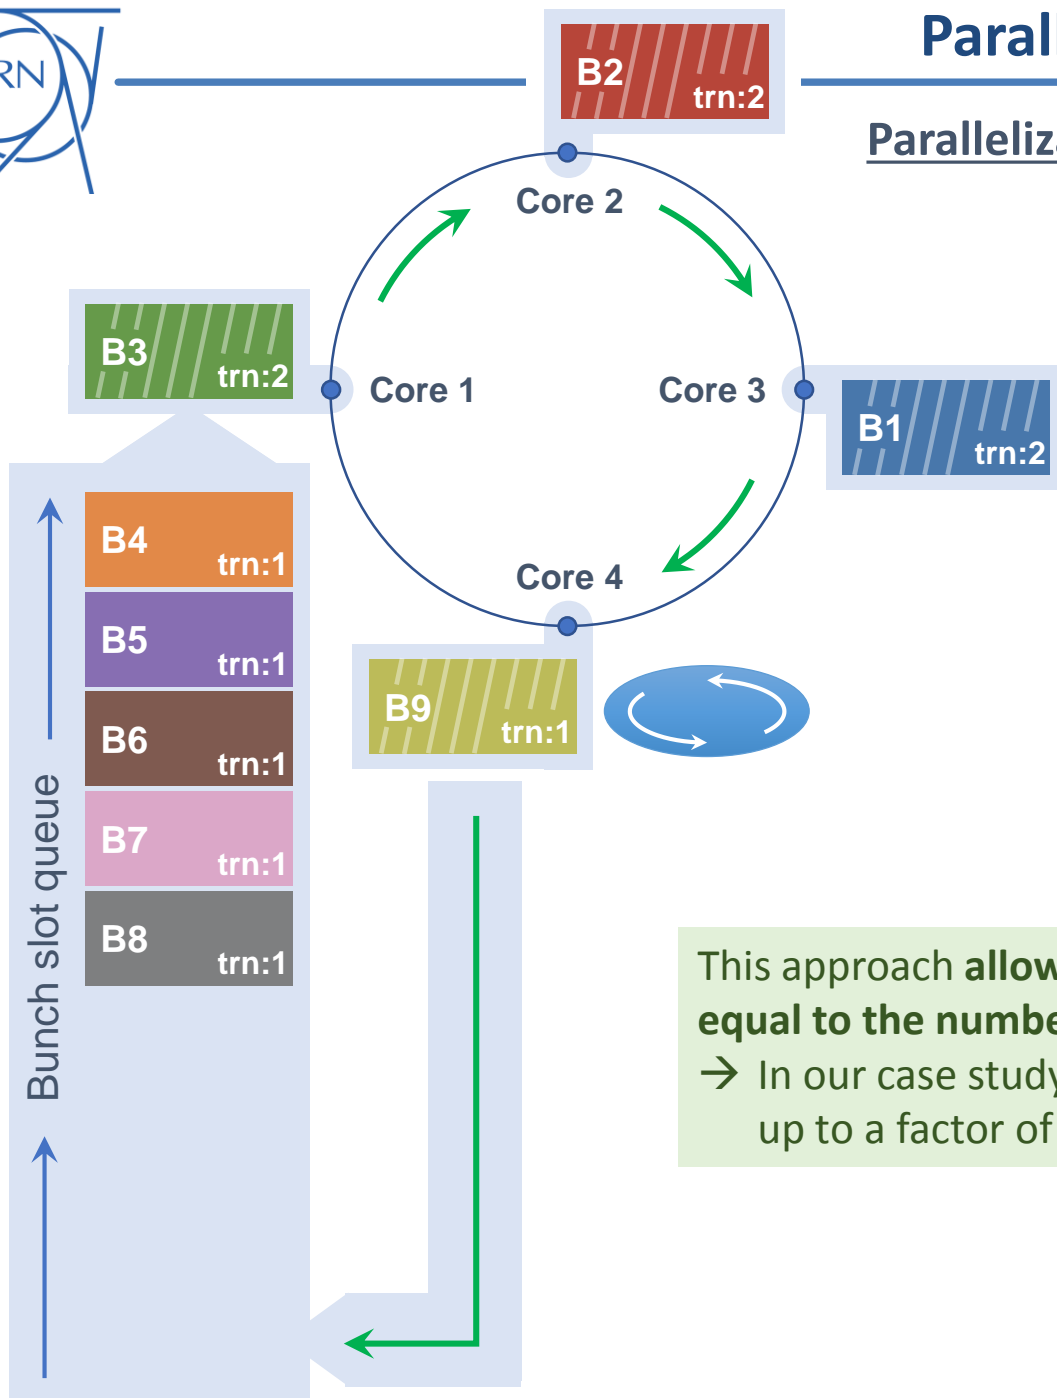 RN
Parall
Paralleliza
B2
trn:2
Core 2
B3
trn:2
Core 1
Core 3
B1
trn:2
Core 4
B9
trn:1
Bunch slot queue
B4
trn:1
B5
trn:1
B6
trn:1
B7
trn:1
B8
trn:1
This approach allow
equal to the numbe
→ In our case study
up to a factor of